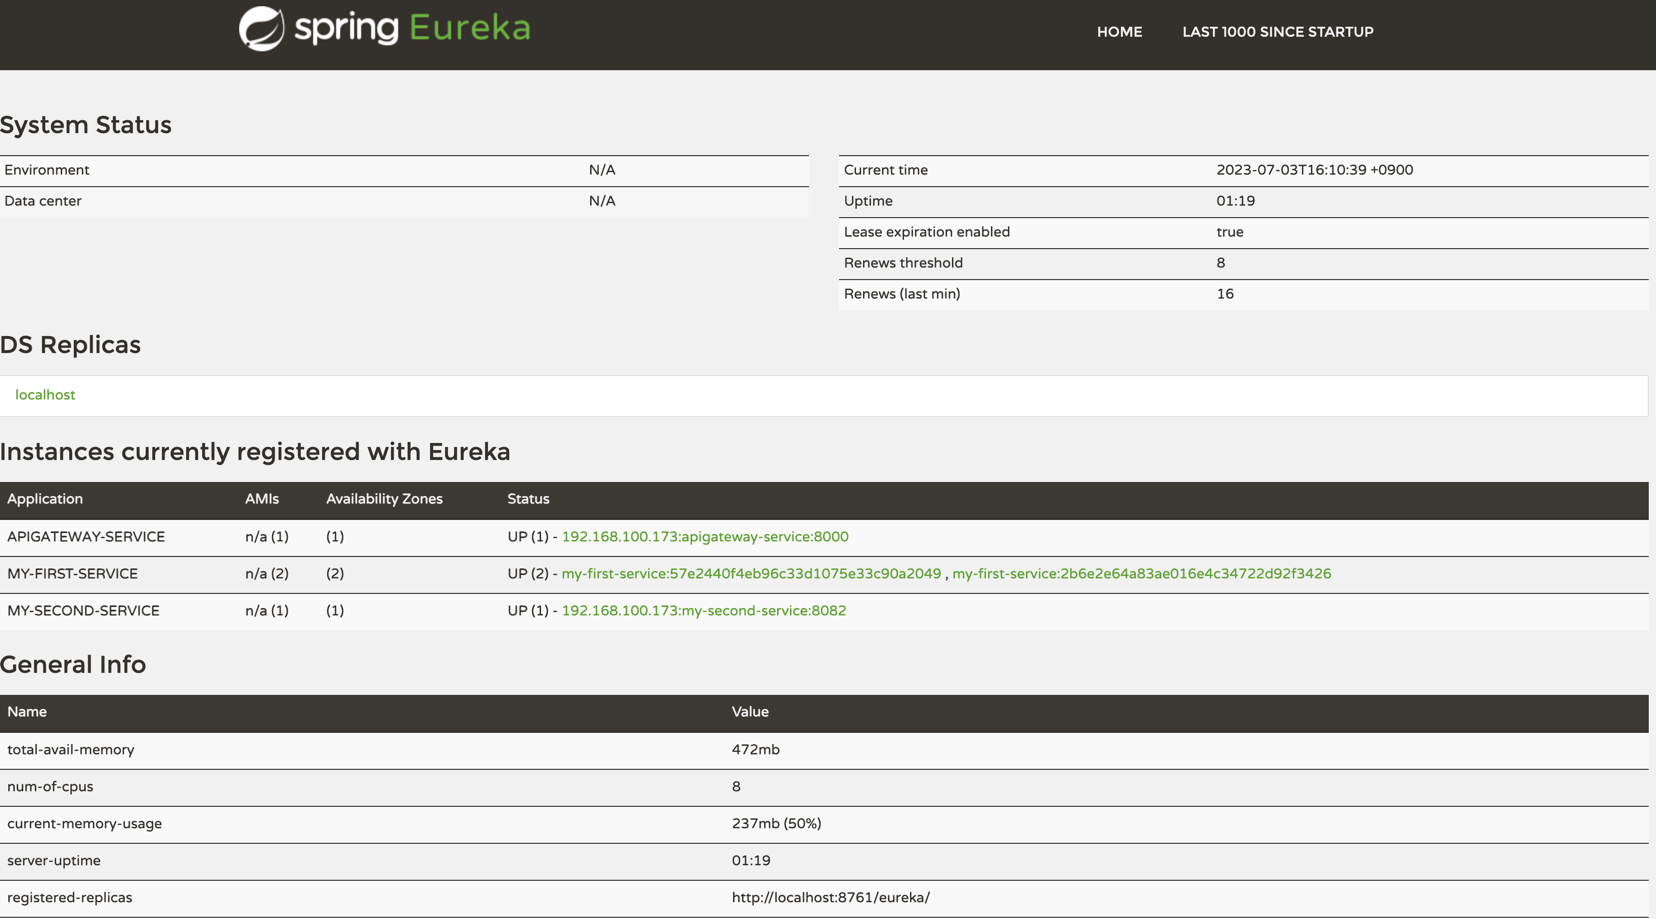 spring Eureka
HOME LAST 1000 SINCE STARTUP
System Status
Environment N/A
Data center N/A
Current time 2023-07-03T16:10:39 +0900
Uptime 01:19
Lease expiration enabled true
Renews threshold 8
Renews (last min) 16
DS Replicas
localhost
Instances currently registered with Eureka
Application AMIs Availability Zones Status
APIGATEWAY-SERVICE n/a (1) (1) UP (1) - 192.168.100.173:apigateway-service:8000
MY-FIRST-SERVICE n/a (2) (2) UP (2) - my-first-service:57e2440f4eb96c33d1075e33c90a2049 , my-first-service:2b6e2e64a83ae016e4c34722d92f3426
MY-SECOND-SERVICE n/a (1) (1) UP (1) - 192.168.100.173:my-second-service:8082
General Info
Name Value
total-avail-memory 472mb
num-of-cpus 8
current-memory-usage 237mb (50%)
server-uptime 01:19
registered-replicas http://localhost:8761/eureka/